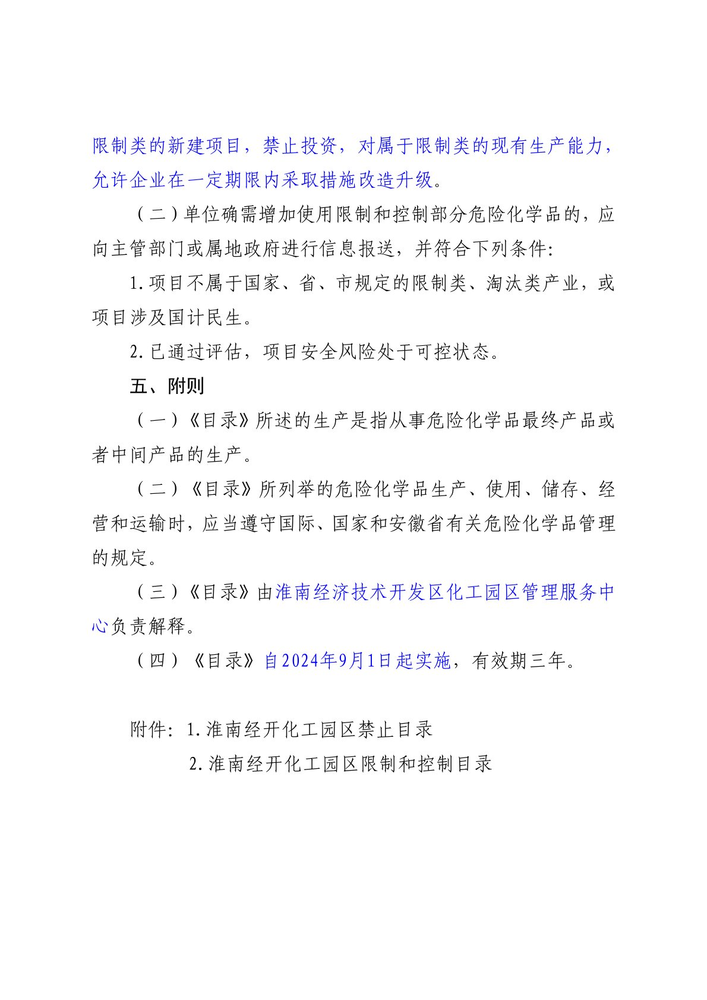 限制类的新建项目，禁止投资，对属于限制类的现有生产能力，
允许企业在一定期限内采取措施改造升级。
（二）单位确需增加使用限制和控制部分危险化学品的，应
向主管部门或属地政府进行信息报送，并符合下列条件：
1.项目不属于国家、省、市规定的限制类、淘汰类产业，或
项目涉及国计民生。
2.已通过评估，项目安全风险处于可控状态。
五、附则
（一）《目录》所述的生产是指从事危险化学品最终产品或
者中间产品的生产。
（二）《目录》所列举的危险化学品生产、使用、储存、经
营和运输时，应当遵守国际、国家和安徽省有关危险化学品管理
的规定。
（三）《目录》由淮南经济技术开发区化工园区管理服务中
心负责解释。
（四）《目录》自2024年9月1日起实施，有效期三年。
附件：1.淮南经开化工园区禁止目录
2.淮南经开化工园区限制和控制目录